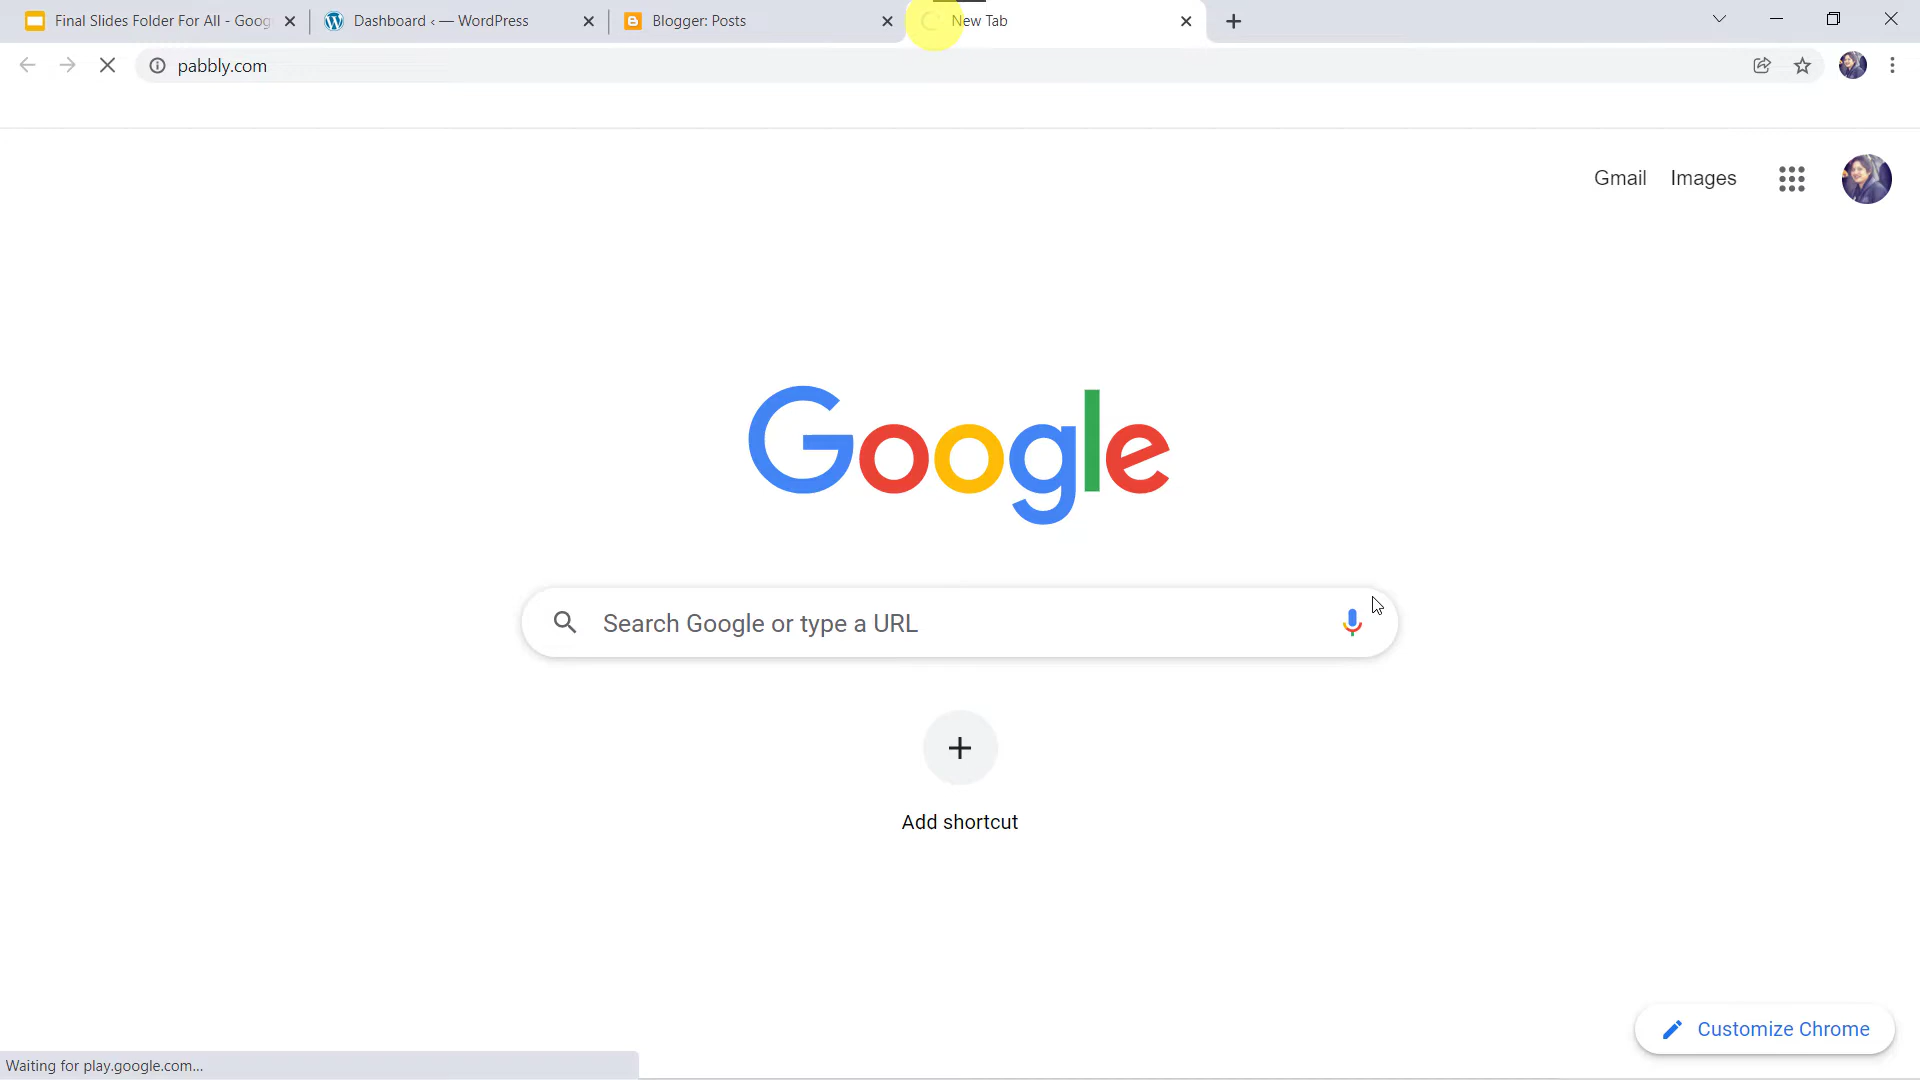 Final Slides Folder For All - Goog
Dashboard ‹ — WordPress
Blogger: Posts
New Tab
pabbly.com
Gmail Images
Google
Search Google or type a URL
Add shortcut
Customize Chrome
Waiting for play.google.com...